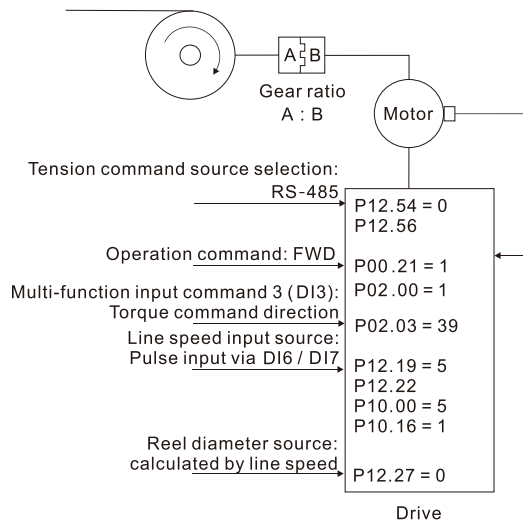 A B
Gear ratio
A : B
Motor
Tension command source selection:
RS-485
P12.54 = 0
P12.56
Operation command: FWD
P00.21 = 1
Multi-function input command 3 (DI3):
P02.00 = 1
Torque command direction
P02.03 = 39
Line speed input source:
Pulse input via DI6 / DI7
P12.19 = 5
P12.22
P10.00 = 5
P10.16 = 1
Reel diameter source:
calculated by line speed
P12.27 = 0
Drive